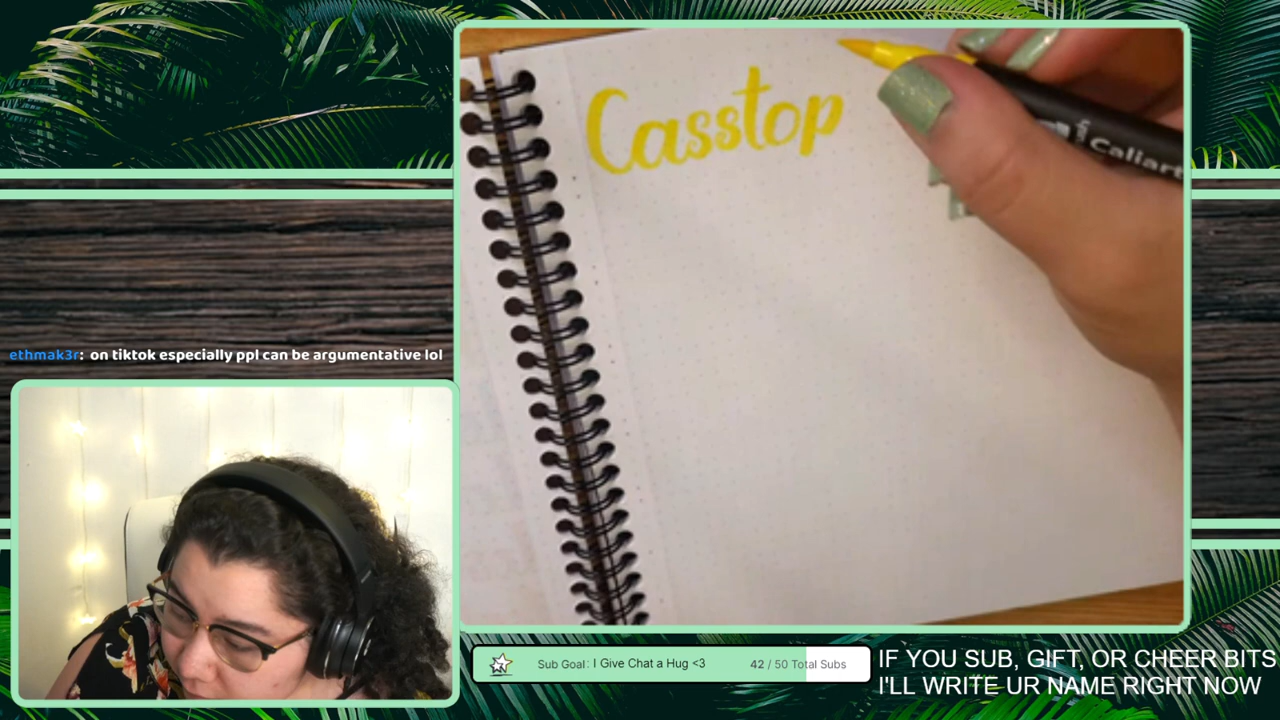 Casstop
Caliart
ethmak3r: on tiktok especially ppl can be argumentative lol
Sub Goal: I Give Chat a Hug <3
42 / 50 Total Subs
IF YOU SUB, GIFT, OR CHEER BITS
I'LL WRITE UR NAME RIGHT NOW